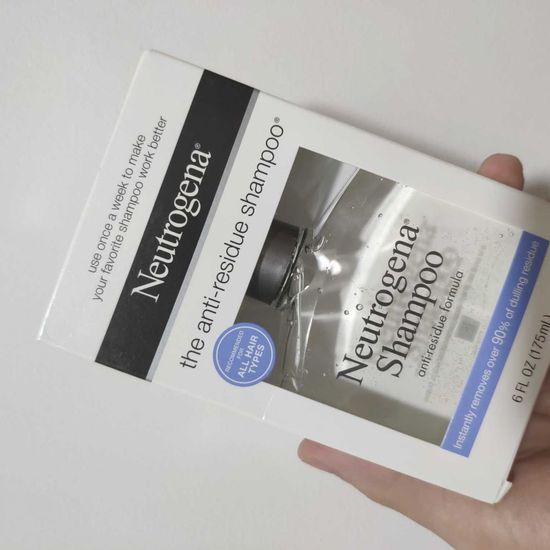 use once a week to make
your favorite shampoo work better
Neutrogena®
the anti-residue shampoo®
RECOMMENDED
FOR
ALL HAIR
TYPES
Neutrogena®
Shampoo
anti-residue formula
Instantly removes over 90% of dulling residue
6 FL OZ (175mL)